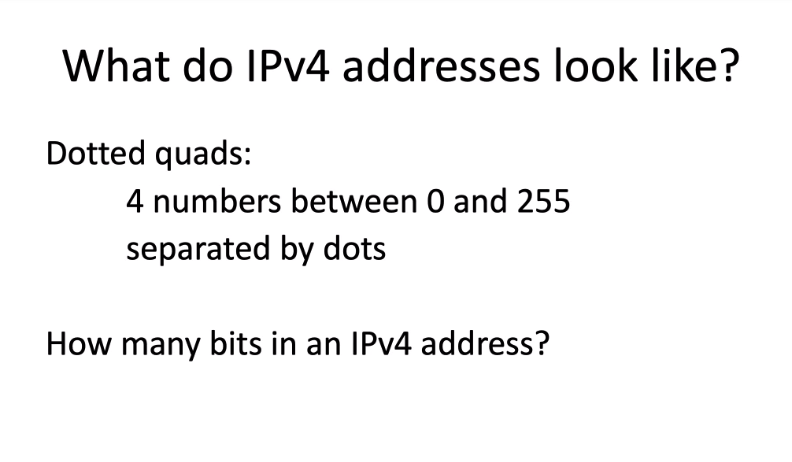 What do IPv4 addresses look like?
Dotted quads:
4 numbers between 0 and 255
separated by dots
How many bits in an IPv4 address?